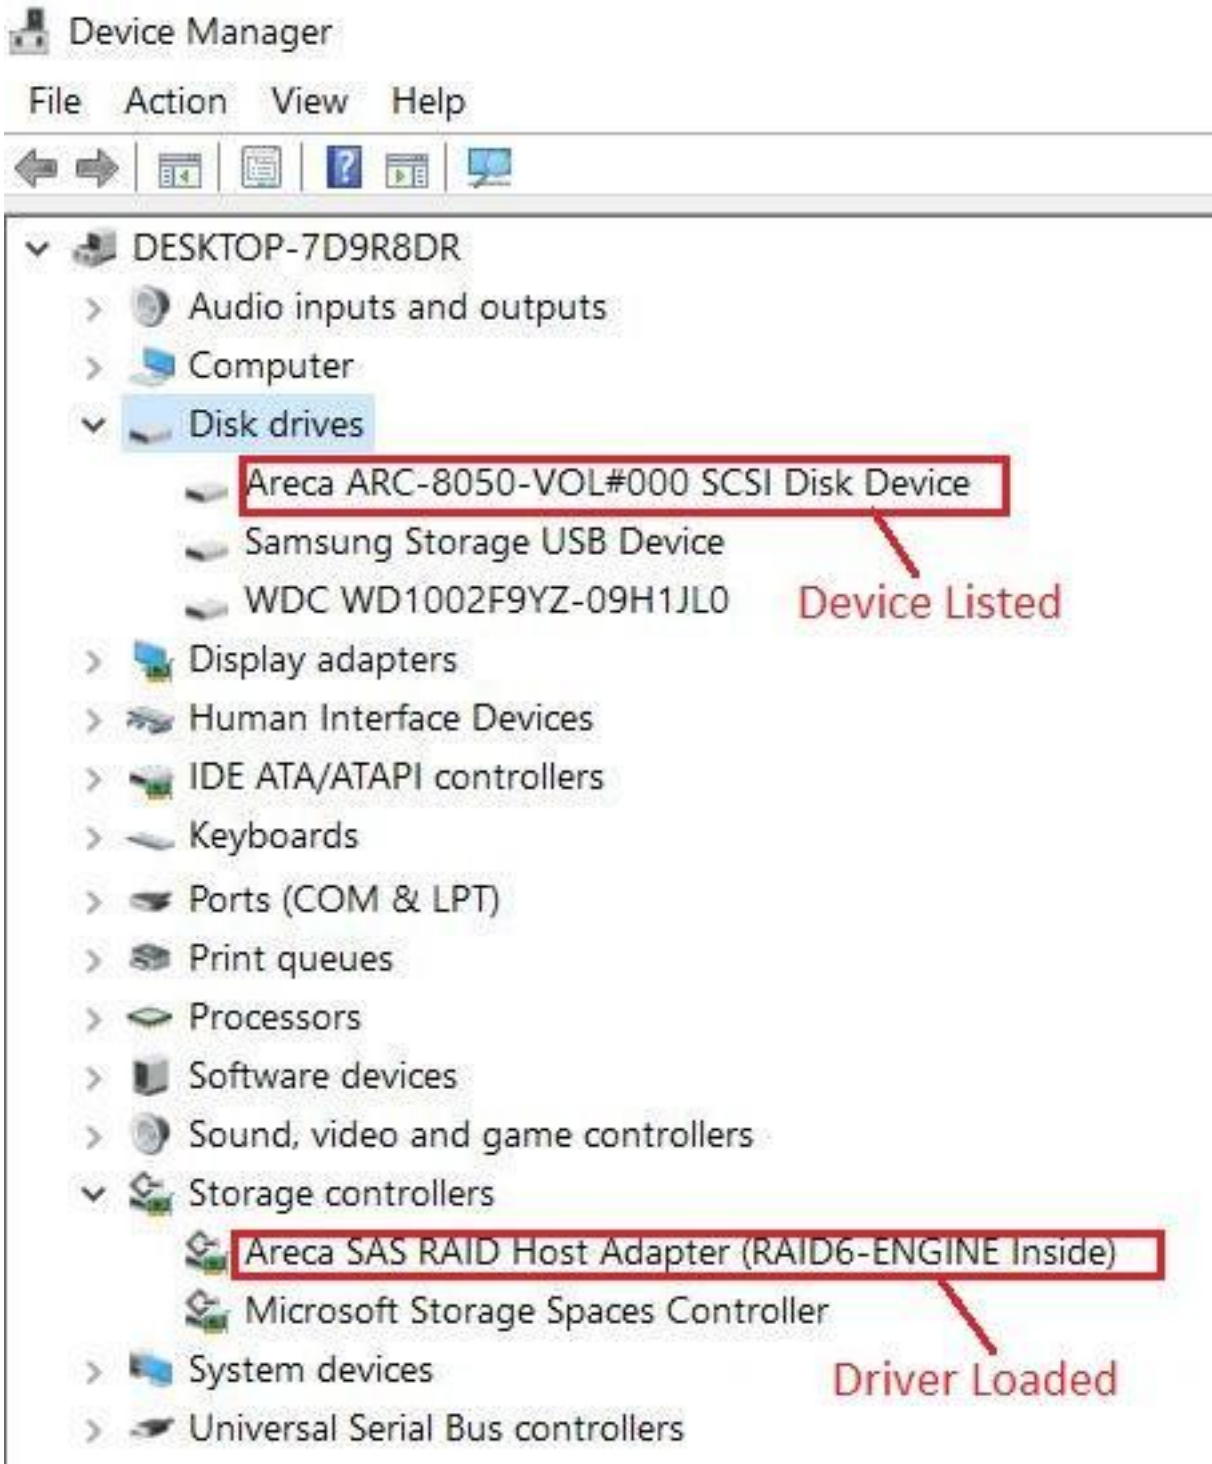 Device Manager
File Action View Help
DESKTOP-7D9R8DR
Audio inputs and outputs
Computer
Disk drives
Areca ARC-8050-VOL#000 SCSI Disk Device
Samsung Storage USB Device
WDC WD1002F9YZ-09H1JL0
Device Listed
Display adapters
Human Interface Devices
IDE ATA/ATAPI controllers
Keyboards
Ports (COM & LPT)
Print queues
Processors
Software devices
Sound, video and game controllers
Storage controllers
Areca SAS RAID Host Adapter (RAID6-ENGINE Inside)
Microsoft Storage Spaces Controller
System devices
Driver Loaded
Universal Serial Bus controllers